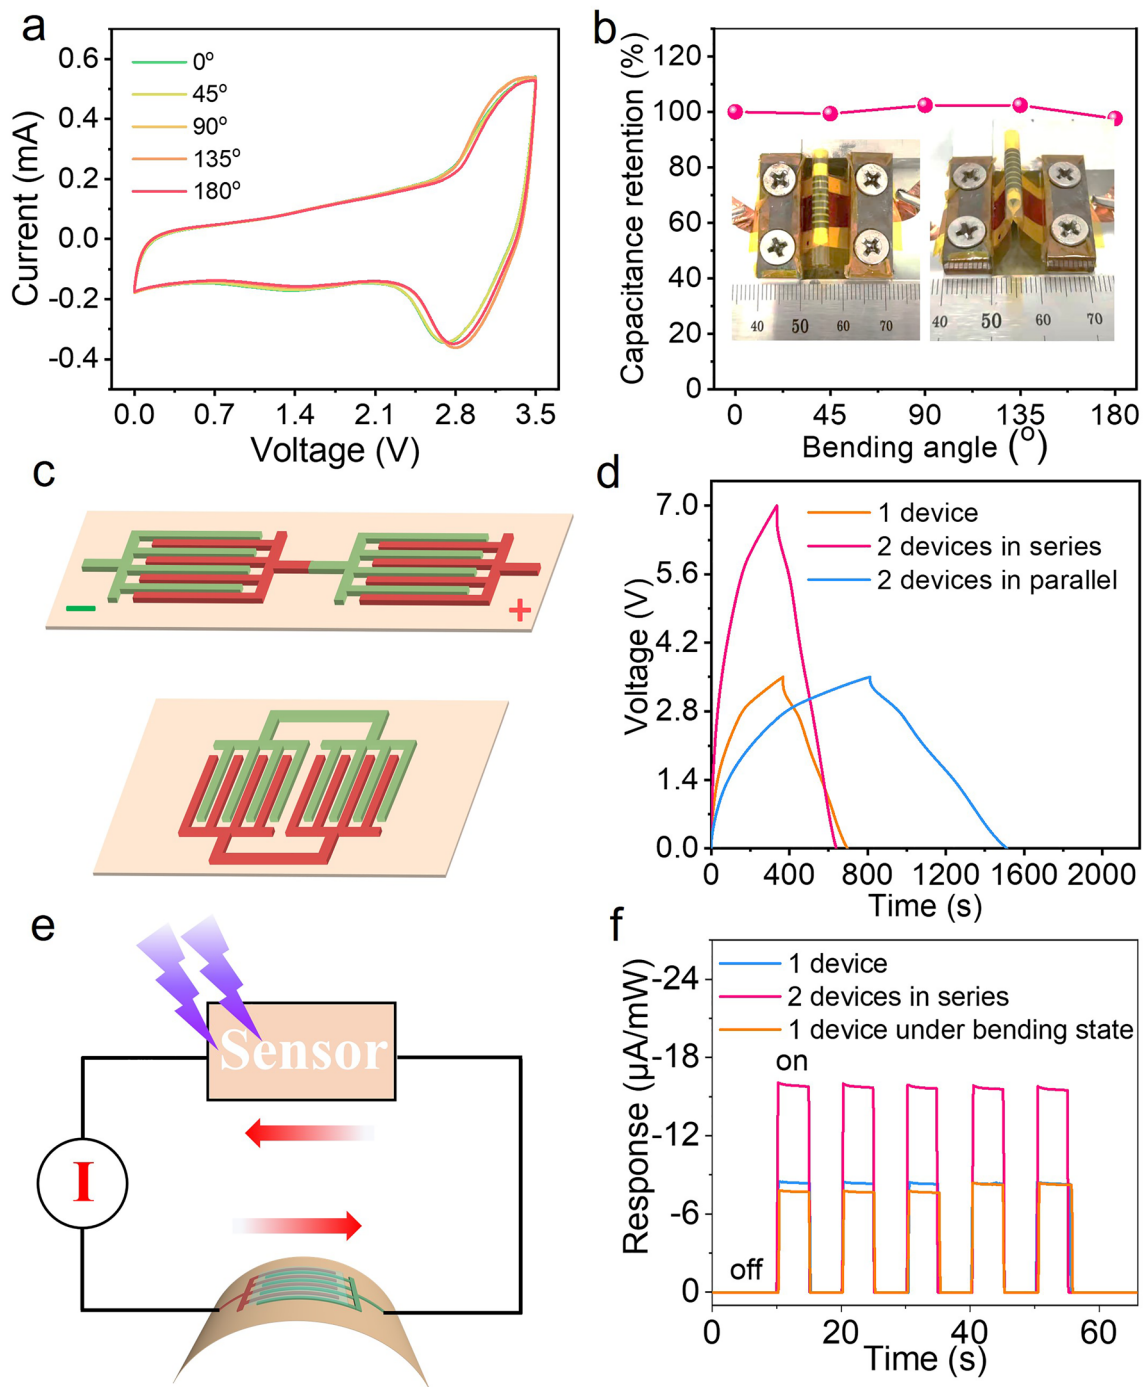 a
0.6
0.4
0.2
0.0
-0.2
-0.4
Current (mA)
0º
45º
90º
135º
180º
0.0 0.7 1.4 2.1 2.8 3.5
Voltage (V)
b
120
100
80
60
40
20
0
Capacitance retention (%)
40 50 60 70
40 50 60 70
0 45 90 135 180
Bending angle (º)
c
− +
d
7.0
5.6
4.2
2.8
1.4
0.0
Voltage (V)
1 device
2 devices in series
2 devices in parallel
0 400 800 1200 1600 2000
Time (s)
e
Sensor
I
f
-24
-18
-12
-6
0
Response (μA/mW)
1 device
2 devices in series
1 device under bending state
on
off
0 20 40 60
Time (s)